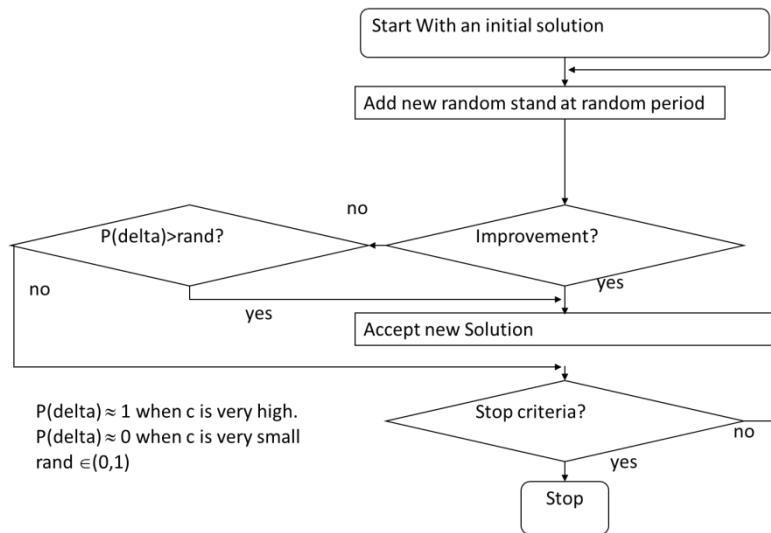 Start With an initial solution
Add new random stand at random period
no
P(delta)>rand?
Improvement?
no
yes
yes
Accept new Solution
P(delta) ≈ 1 when c is very high.
P(delta) ≈ 0 when c is very small
rand ∈(0,1)
Stop criteria?
no
yes
Stop